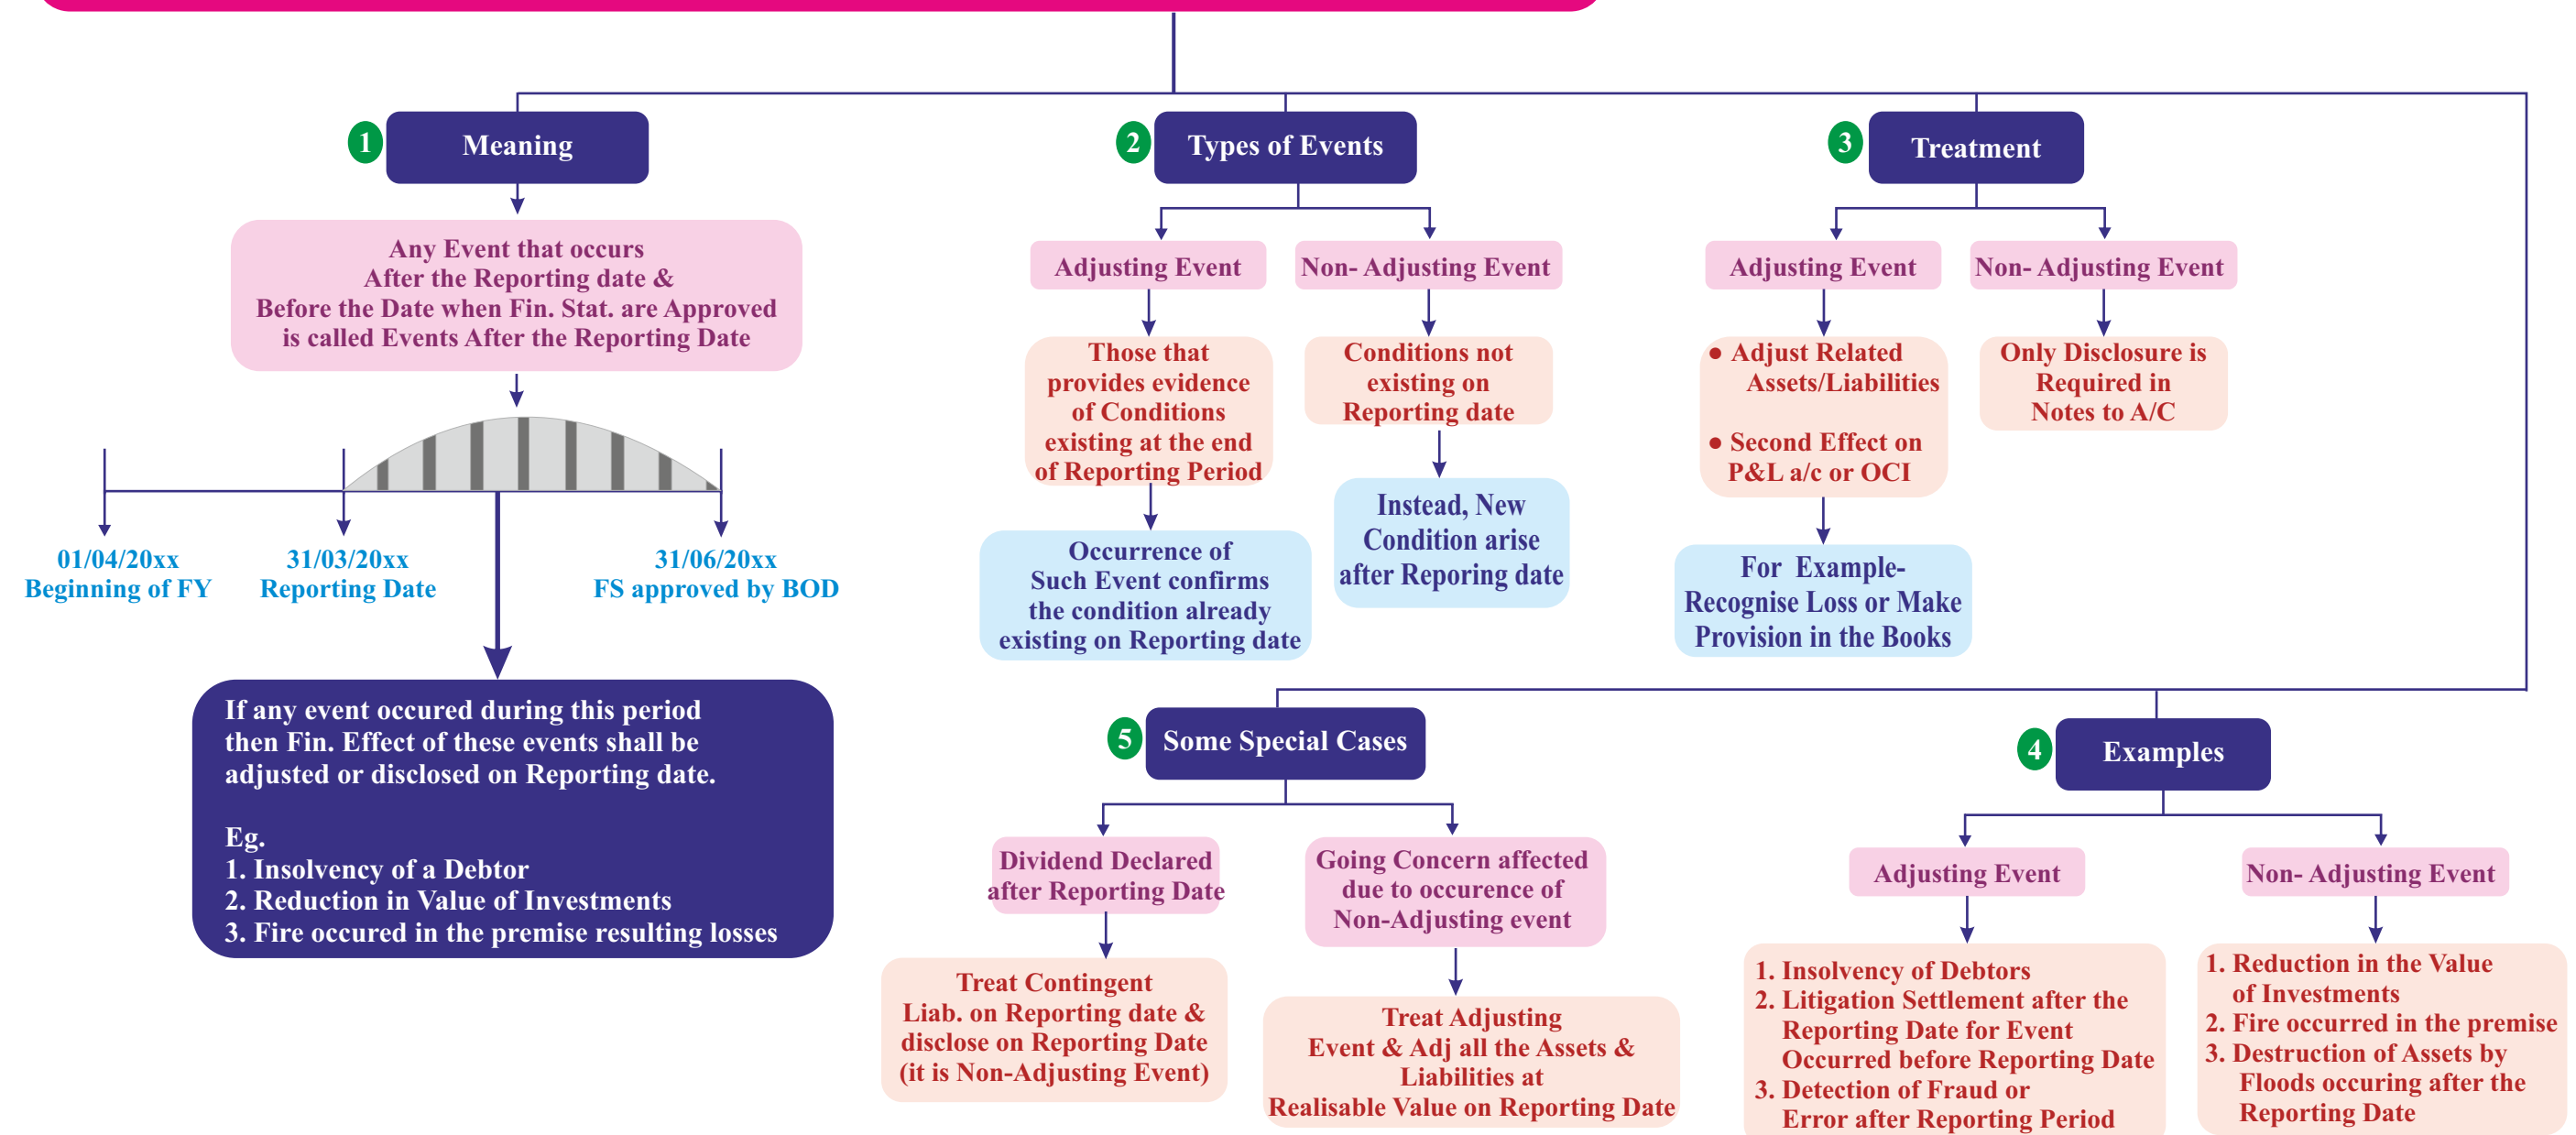 1
Meaning
Any Event that occurs
After the Reporting date &
Before the Date when Fin. Stat. are Approved
is called Events After the Reporting Date
01/04/20xx
Beginning of FY
31/03/20xx
Reporting Date
31/06/20xx
FS approved by BOD
If any event occured during this period
then Fin. Effect of these events shall be
adjusted or disclosed on Reporting date.
Eg.
1. Insolvency of a Debtor
2. Reduction in Value of Investments
3. Fire occured in the premise resulting losses
2
Types of Events
Adjusting Event
Those that
provides evidence
of Conditions
existing at the end
of Reporting Period
Occurrence of
Such Event confirms
the condition already
existing on Reporting date
Non- Adjusting Event
Conditions not
existing on
Reporting date
Instead, New
Condition arise
after Reporing date
3
Treatment
Adjusting Event
• Adjust Related
Assets/Liabilities
• Second Effect on
P&L a/c or OCI
For Example-
Recognise Loss or Make
Provision in the Books
Non- Adjusting Event
Only Disclosure is
Required in
Notes to A/C
5
Some Special Cases
Dividend Declared
after Reporting Date
Treat Contingent
Liab. on Reporting date &
disclose on Reporting Date
(it is Non-Adjusting Event)
Going Concern affected
due to occurence of
Non-Adjusting event
Treat Adjusting
Event & Adj all the Assets &
Liabilities at
Realisable Value on Reporting Date
4
Examples
Adjusting Event
1. Insolvency of Debtors
2. Litigation Settlement after the
Reporting Date for Event
Occurred before Reporting Date
3. Detection of Fraud or
Error after Reporting Period
Non- Adjusting Event
1. Reduction in the Value
of Investments
2. Fire occurred in the premise
3. Destruction of Assets by
Floods occuring after the
Reporting Date